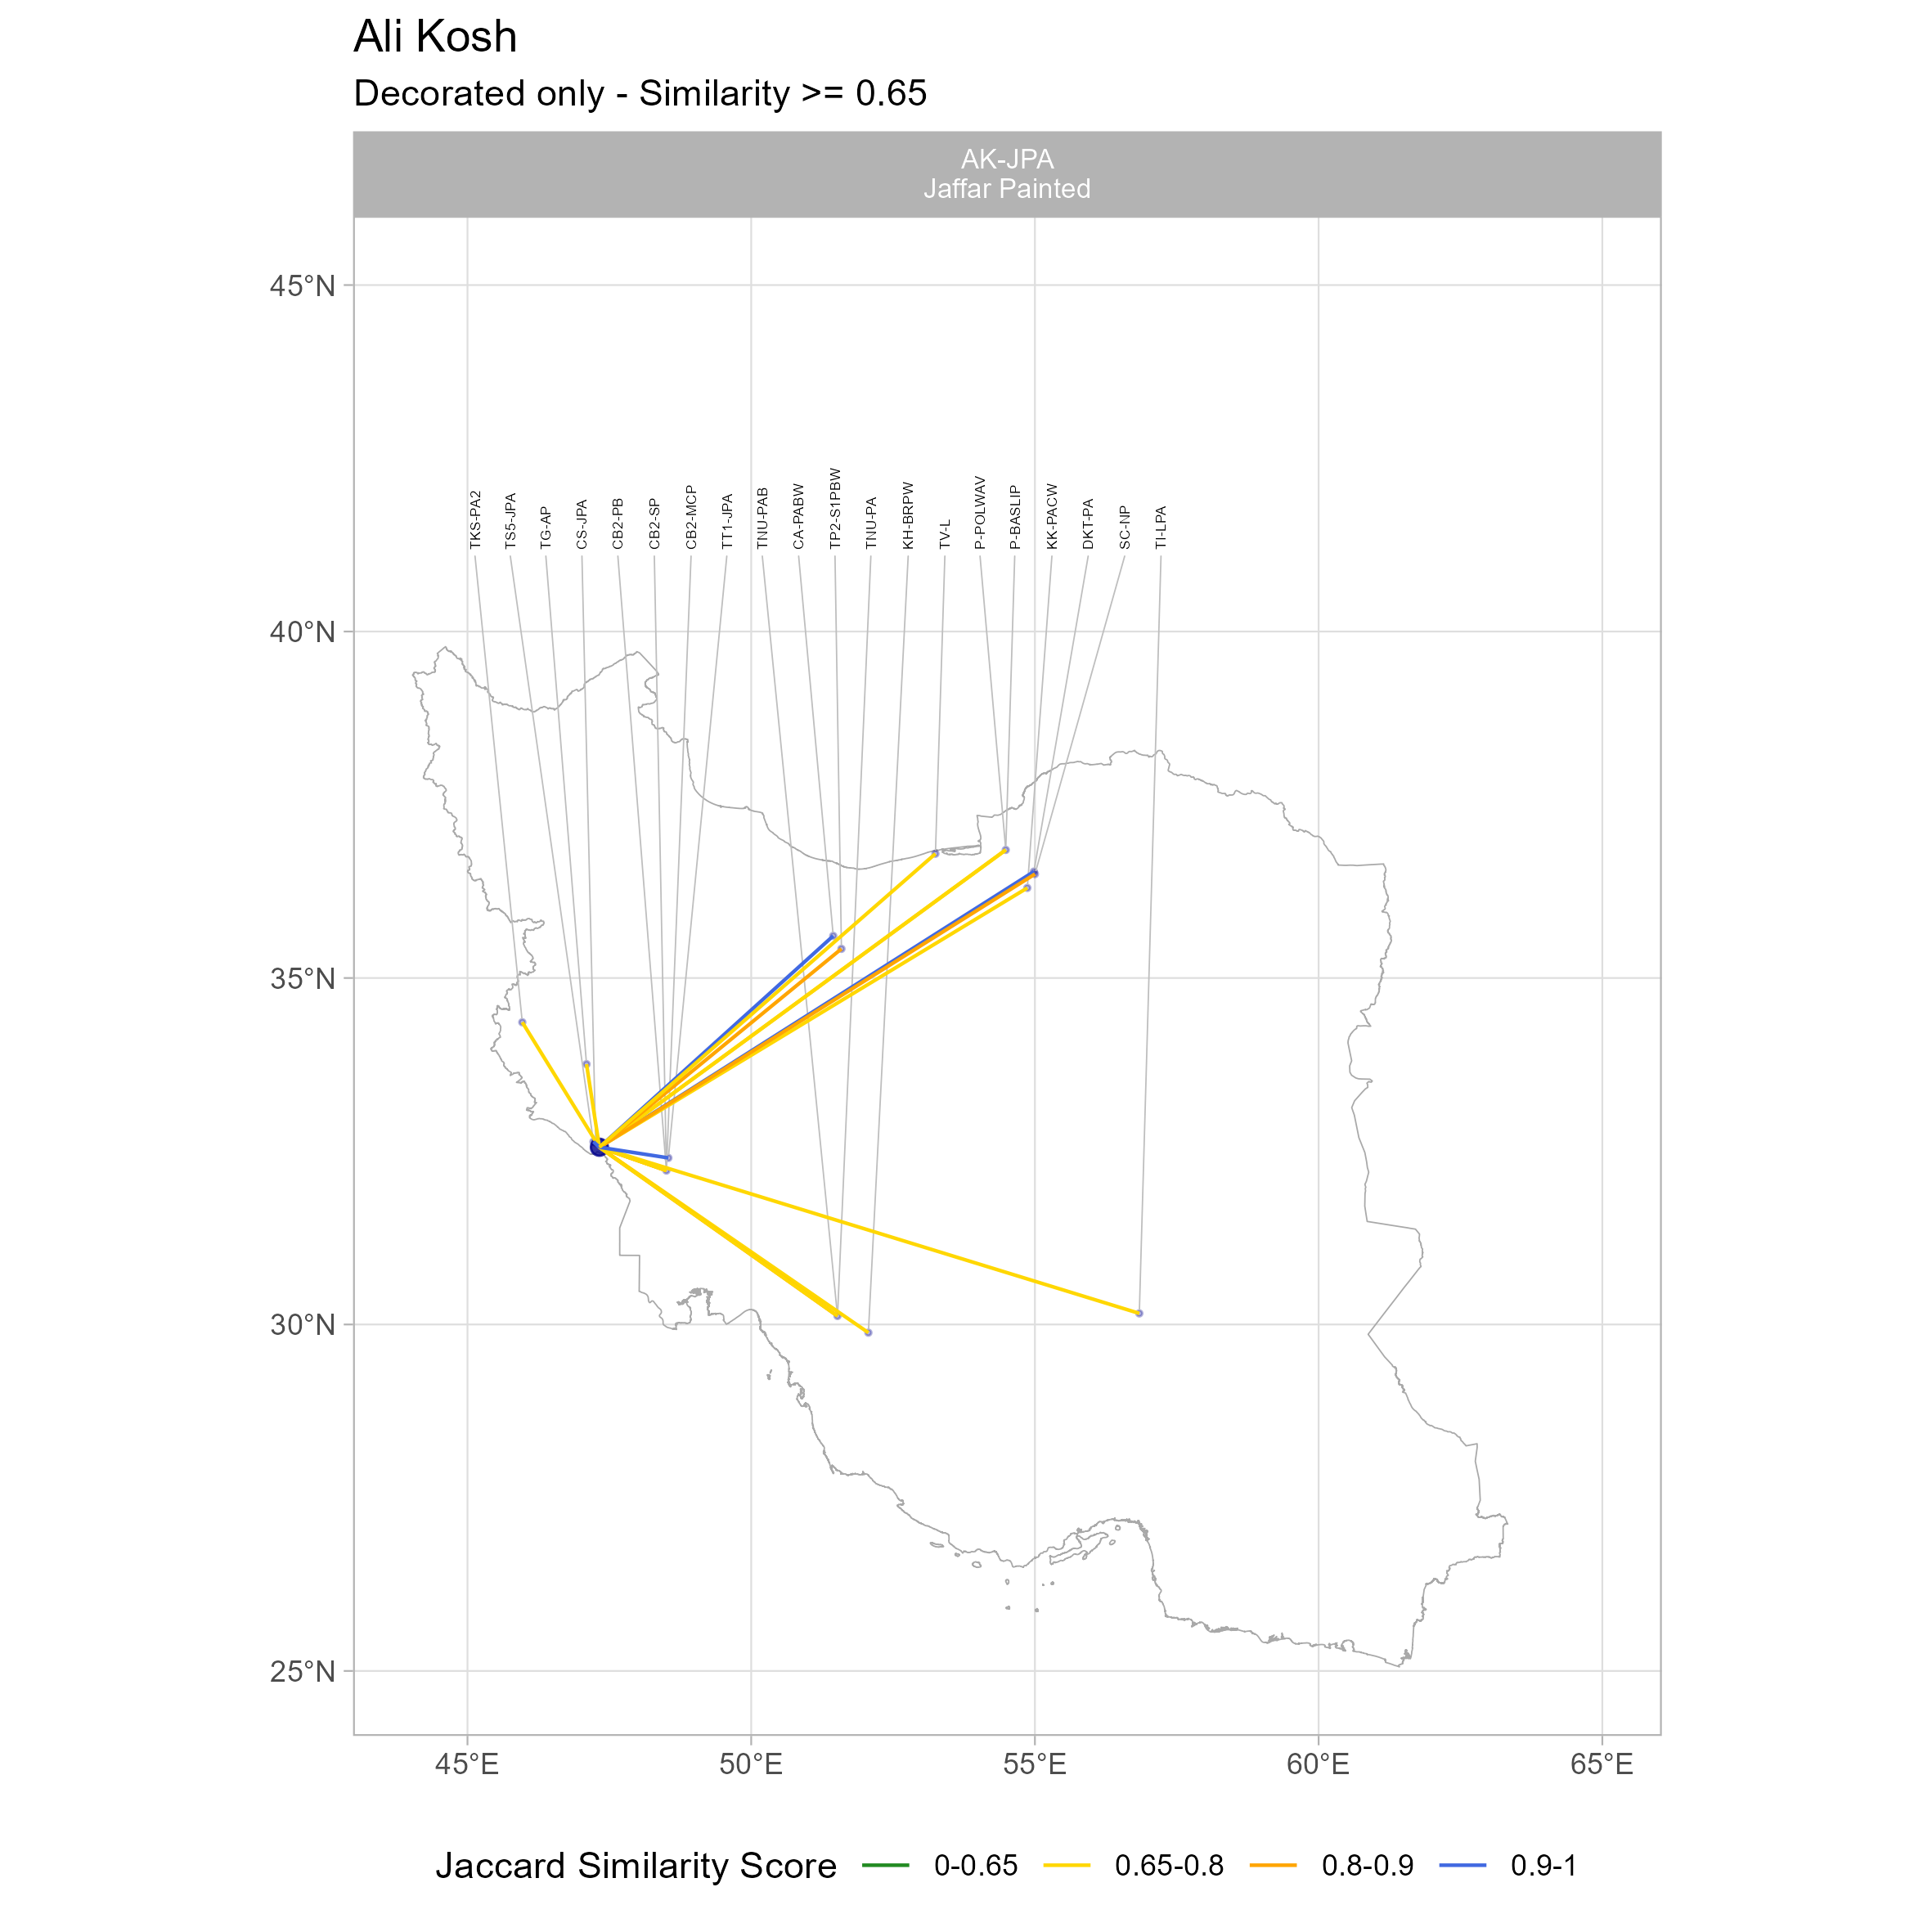 Ali Kosh
Decorated only - Similarity >= 0.65
AK-JPA
Jaffar Painted
45°N
40°N
35°N
30°N
25°N
TKS-PA2
TS5-JPA
TG-AP
CS-JPA
CB2-PB
CB2-SP
CB2-MCP
TT1-JPA
TNU-PAB
CA-PABW
TP2-S1PBW
TNU-PA
KH-BRPW
TV-L
P-POLWAV
P-BASLIP
KK-PACW
DKT-PA
SC-NP
TI-LPA
45°E 50°E 55°E 60°E 65°E
Jaccard Similarity Score 0-0.65 0.65-0.8 0.8-0.9 0.9-1